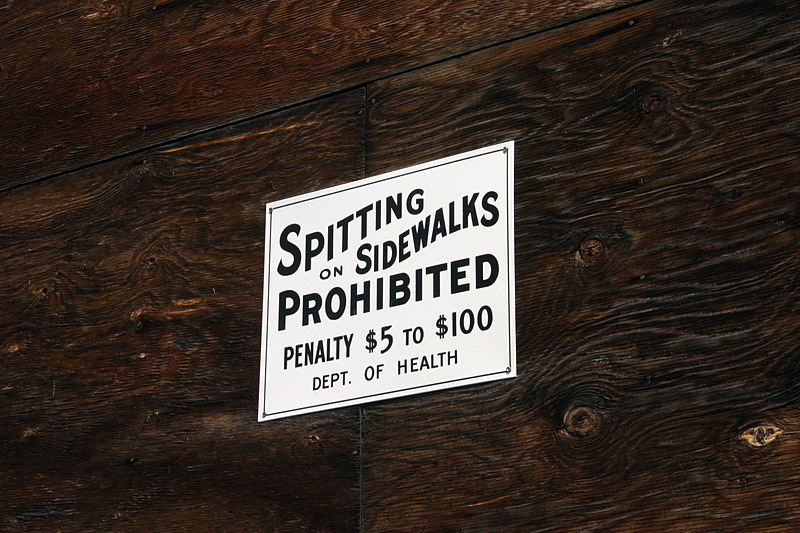 SPITTING
ON SIDEWALKS
PROHIBITED
PENALTY $5 TO $100
DEPT. OF HEALTH